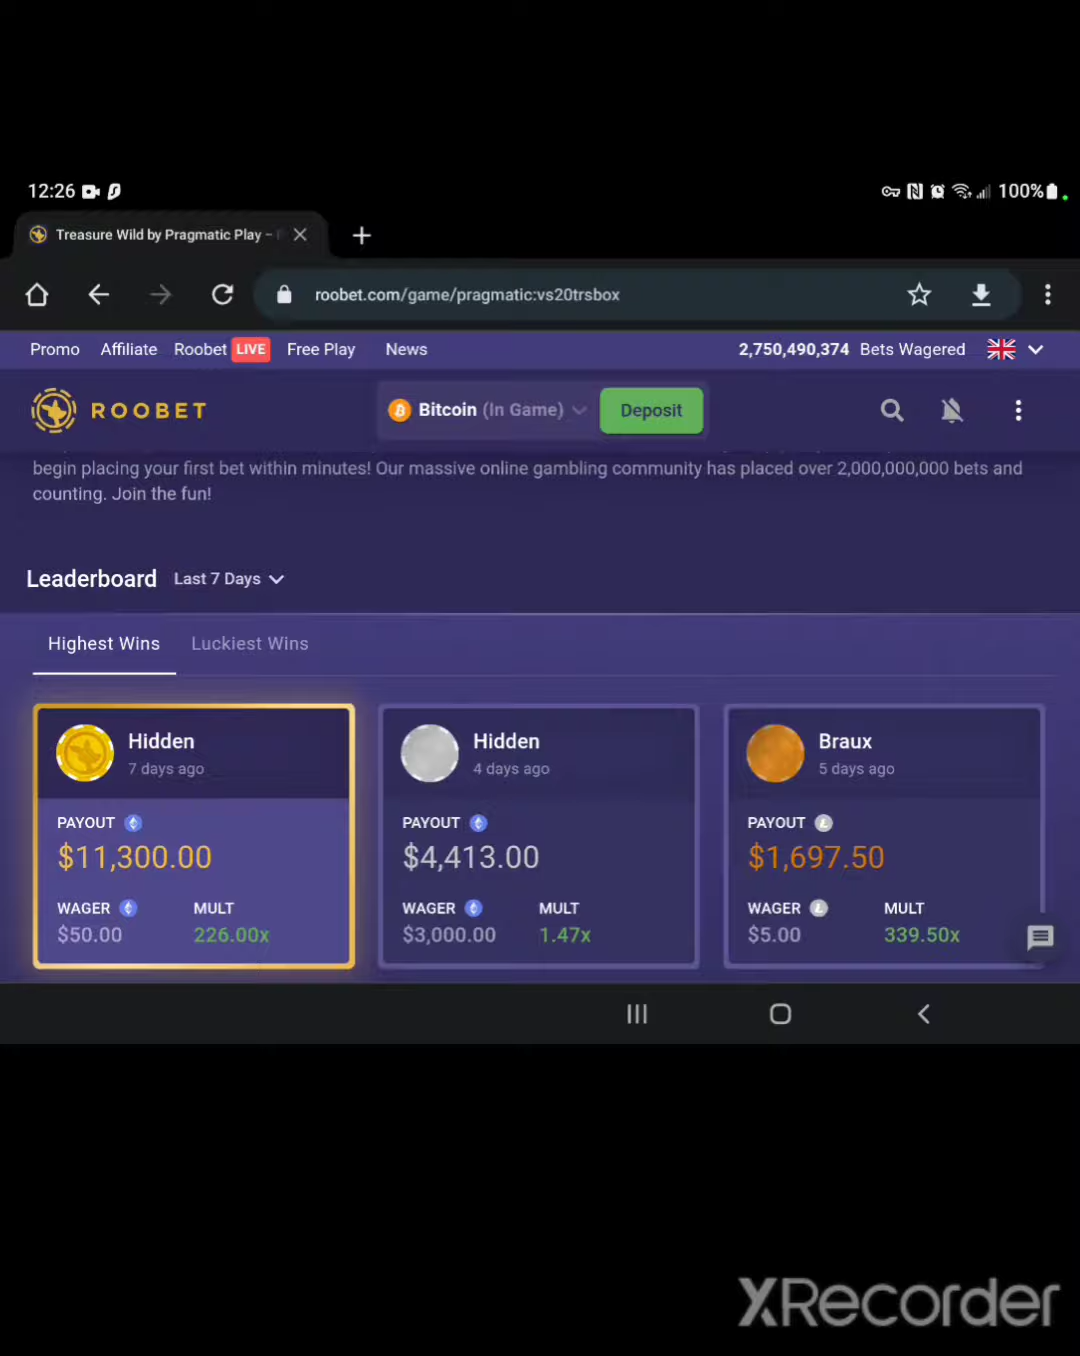 12:26 100%
Treasure Wild by Pragmatic Play –
roobet.com/game/pragmatic:vs20trsbox
Promo Affiliate Roobet LIVE Free Play News 2,750,490,374 Bets Wagered
ROOBET Bitcoin (In Game) Deposit
begin placing your first bet within minutes! Our massive online gambling community has placed over 2,000,000,000 bets and
counting. Join the fun!
Leaderboard Last 7 Days
Highest Wins Luckiest Wins
Hidden
7 days ago
PAYOUT
$11,300.00
WAGER MULT
$50.00 226.00x
Hidden
4 days ago
PAYOUT
$4,413.00
WAGER MULT
$3,000.00 1.47x
Braux
5 days ago
PAYOUT
$1,697.50
WAGER MULT
$5.00 339.50x
XRecorder